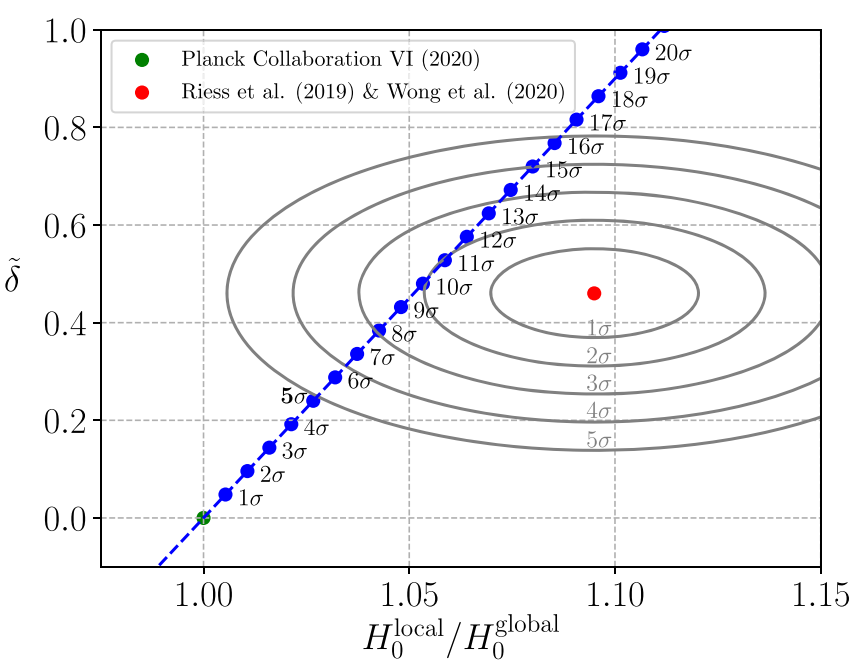 Planck Collaboration VI (2020)
Riess et al. (2019) & Wong et al. (2020)
1.0
0.8
0.6
0.4
0.2
0.0
δ̃
20σ
19σ
18σ
17σ
16σ
15σ
14σ
13σ
12σ
11σ
10σ
9σ
8σ
7σ
6σ
5σ
4σ
3σ
2σ
1σ
1σ
2σ
3σ
4σ
5σ
1.00
1.05
1.10
1.15
H₀^local/H₀^global